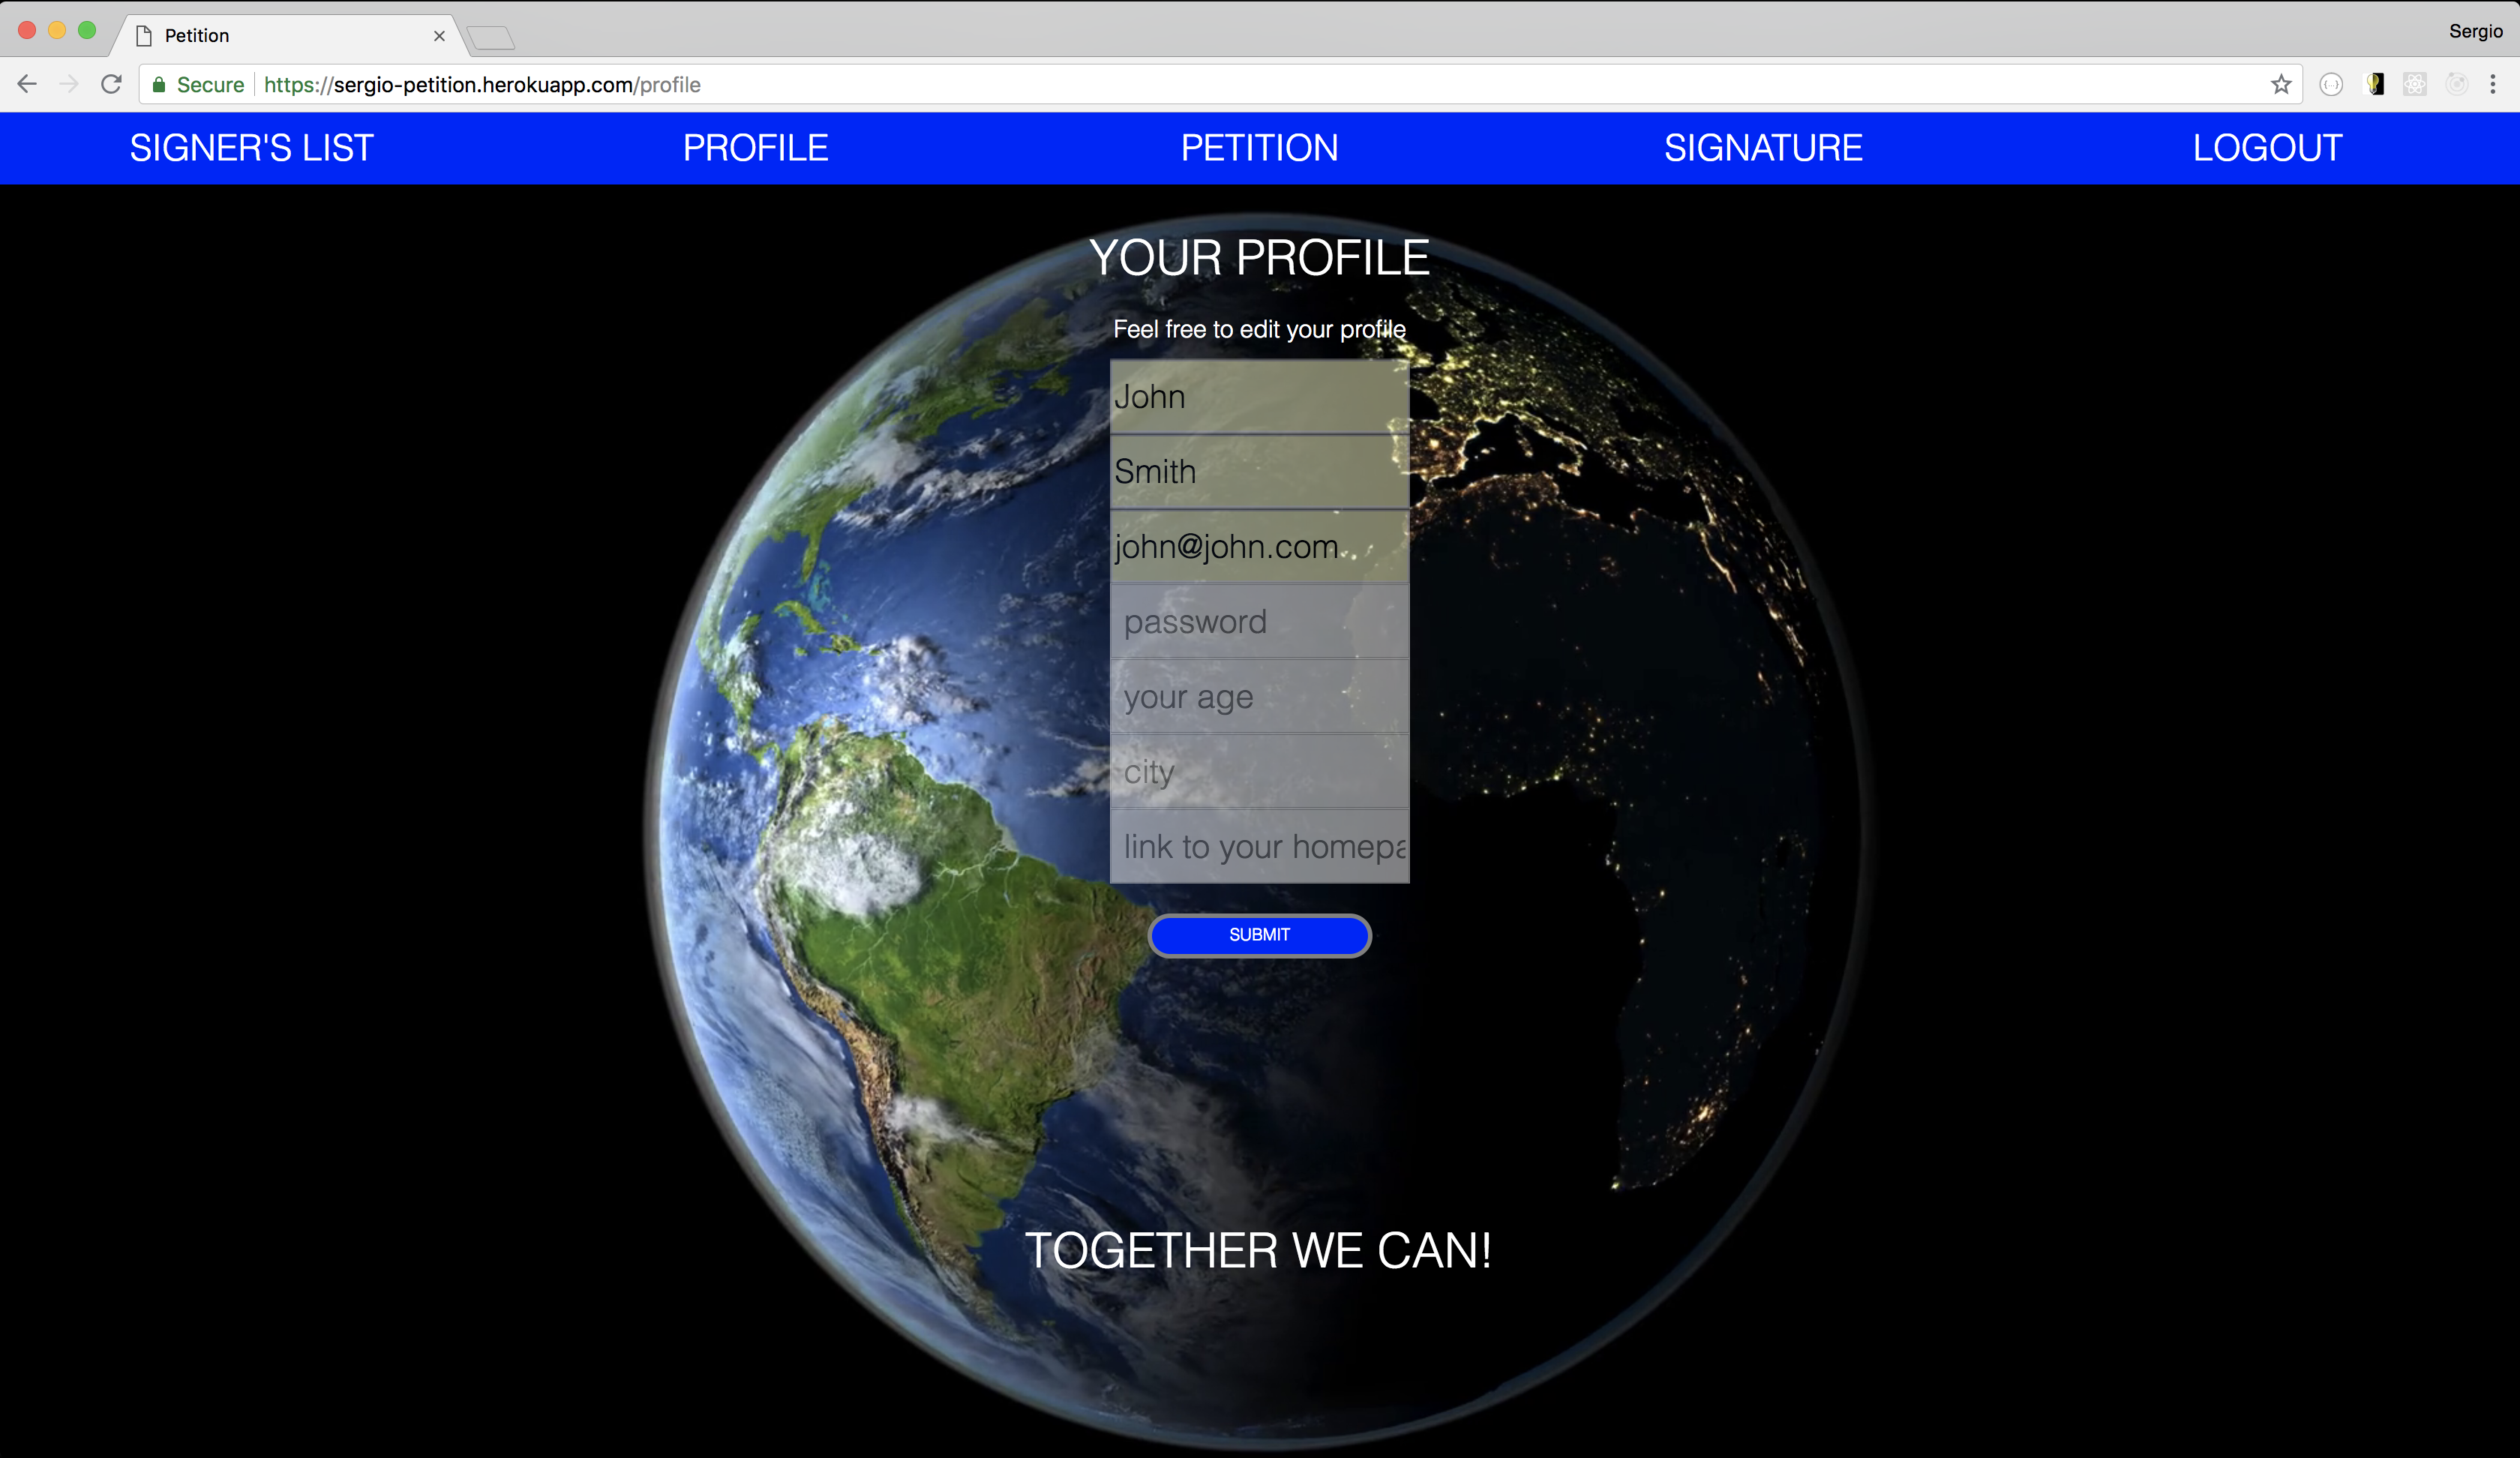 Petition
Sergio
Secure https://sergio-petition.herokuapp.com/profile
SIGNER'S LIST PROFILE PETITION SIGNATURE LOGOUT
YOUR PROFILE
Feel free to edit your profile
John
Smith
john@john.com
password
your age
city
link to your homepa
SUBMIT
TOGETHER WE CAN!